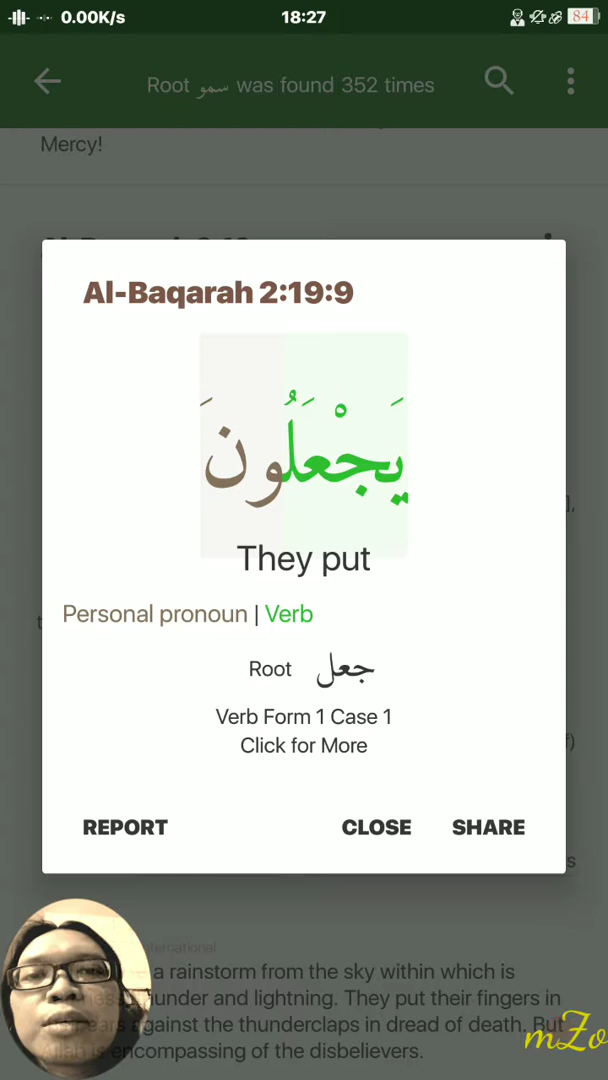 0.00K/s 18:27 84
Root سمو was found 352 times
Mercy!
Al-Baqarah 2:19:9
يَجْعَلُونَ
They put
Personal pronoun | Verb
Root جعل
Verb Form 1 Case 1
Click for More
REPORT CLOSE SHARE
a rainstorm from the sky within which is
thunder and lightning. They put their fingers in
against the thunderclaps in dread of death. But
is encompassing of the disbelievers.
mZo